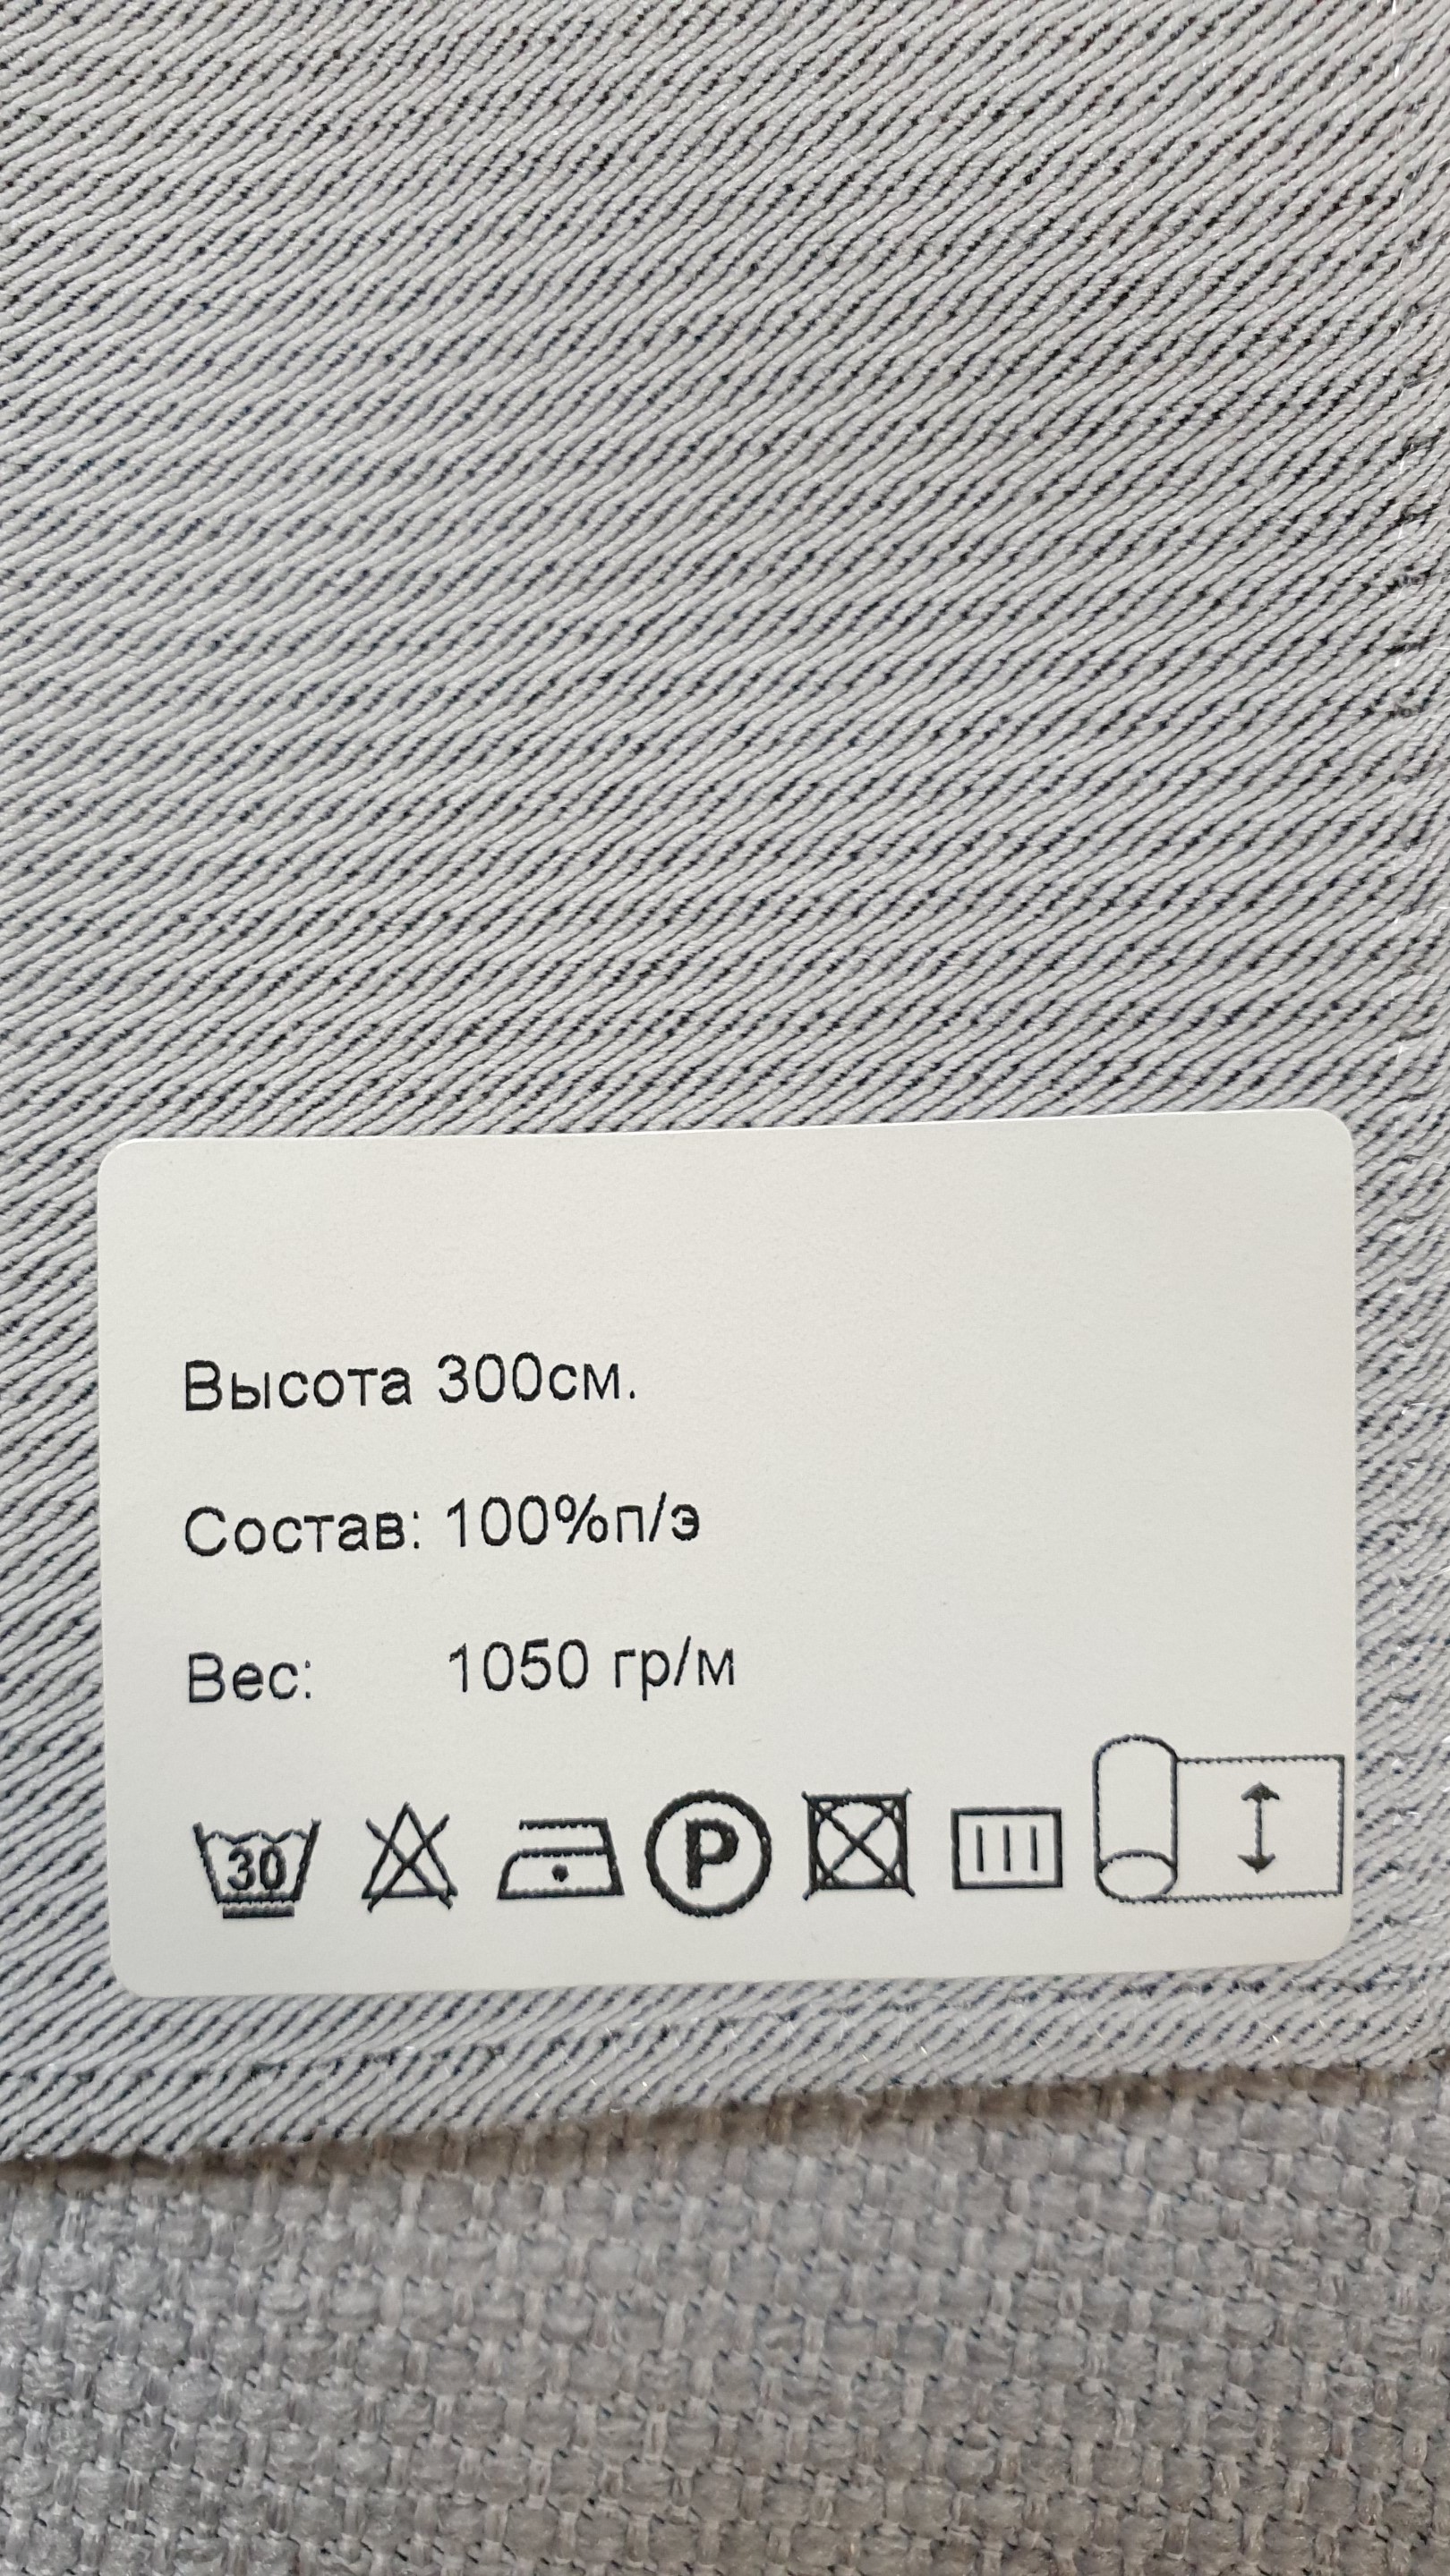 Высота 300см.
Состав: 100%п/э
Вес: 1050 гр/м
30 P